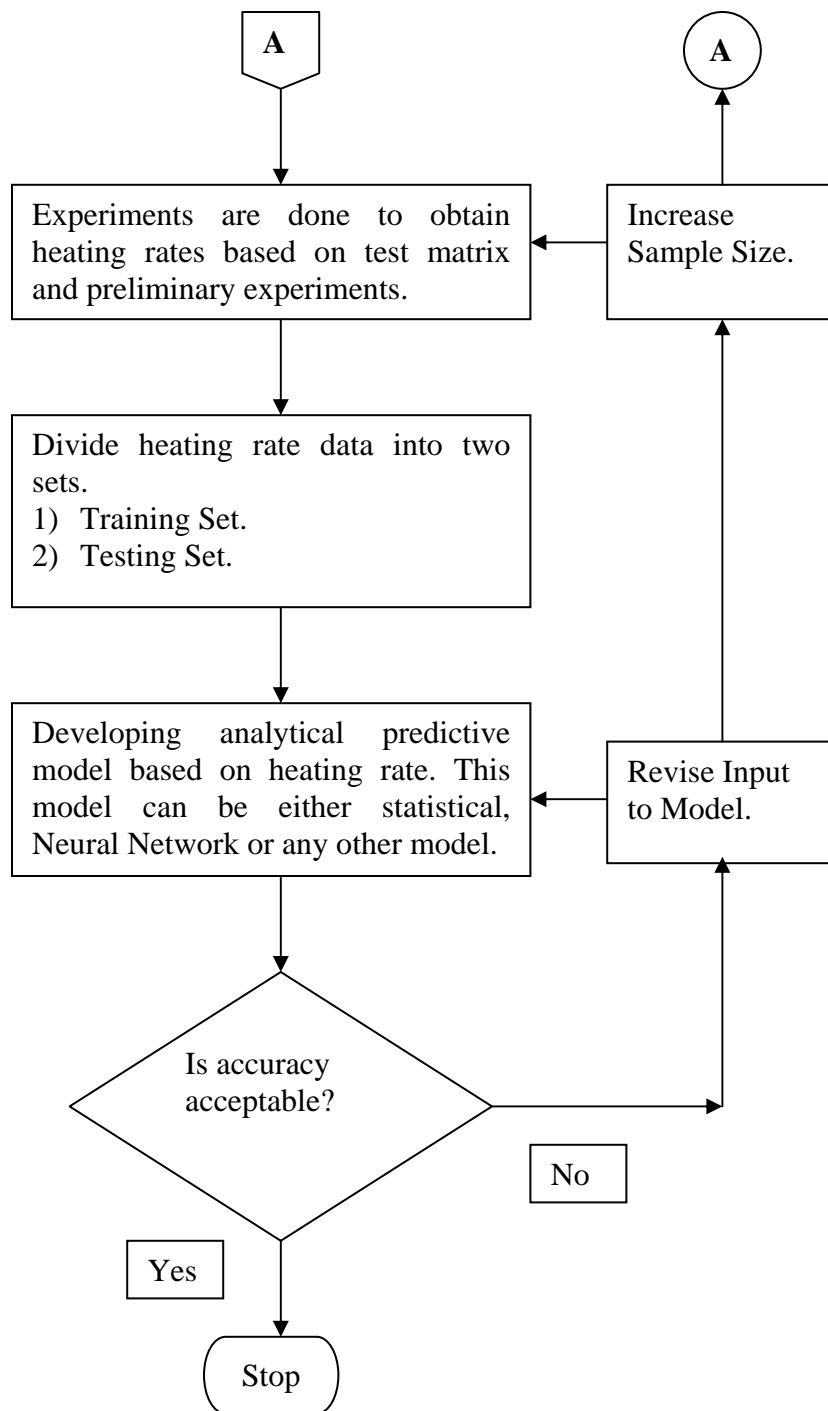 A
A
Experiments are done to obtain
heating rates based on test matrix
and preliminary experiments.
Increase
Sample Size.
Divide heating rate data into two
sets.
1) Training Set.
2) Testing Set.
Developing analytical predictive
model based on heating rate. This
model can be either statistical,
Neural Network or any other model.
Revise Input
to Model.
Is accuracy
acceptable?
No
Yes
Stop